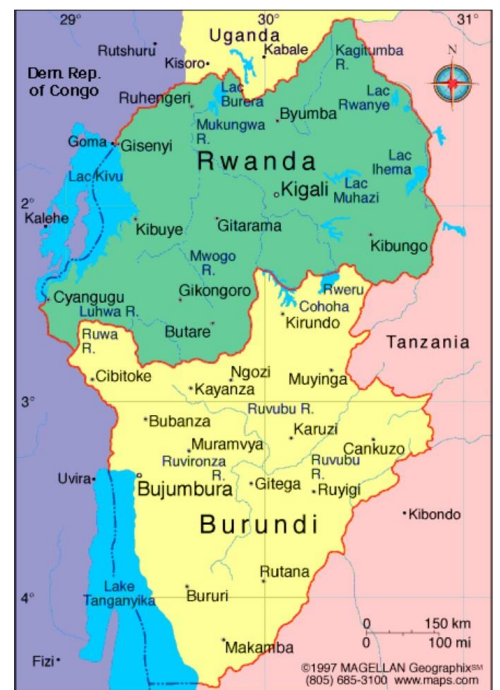 29°
30°
31°
Uganda
Rutshuru
Kabale
Kagitumba
R.
N
Kisoro
Dem. Rep.
of Congo
Lac
Burera
Lac
Rwanye
Ruhengeri
Byumba
Mukungwa
R.
Goma
Gisenyi
Rwanda
Lac
Ihema
Lac Kivu
Kigali
Lac
Muhazi
2°
Kalehe
Kibuye
Gitarama
Kibungo
Mwogo
R.
Rweru
Cyangugu
Gikongoro
Cohoha
Luhwa R.
Kirundo
Butare
Ruwa
R.
Tanzania
Cibitoke
Ngozi
Muyinga
Kayanza
3°
Ruvubu R.
Bubanza
Karuzi
Muramvya
Cankuzo
Ruvironza
R.
Ruvubu
R.
Uvira
Bujumbura
Gitega
Ruyigi
Kibondo
Burundi
Rutana
Lake
Tanganyika
Bururi
4°
0 150 km
0 100 mi
Makamba
Fizi
©1997 MAGELLAN Geographix℠
(805) 685-3100 www.maps.com